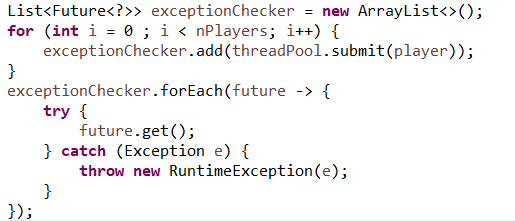 List<Future<?>> exceptionChecker = new ArrayList<>();
for (int i = 0 ; i < nPlayers; i++) {
    exceptionChecker.add(threadPool.submit(player));
}
exceptionChecker.forEach(future -> {
    try {
        future.get();
    } catch (Exception e) {
        throw new RuntimeException(e);
    }
});